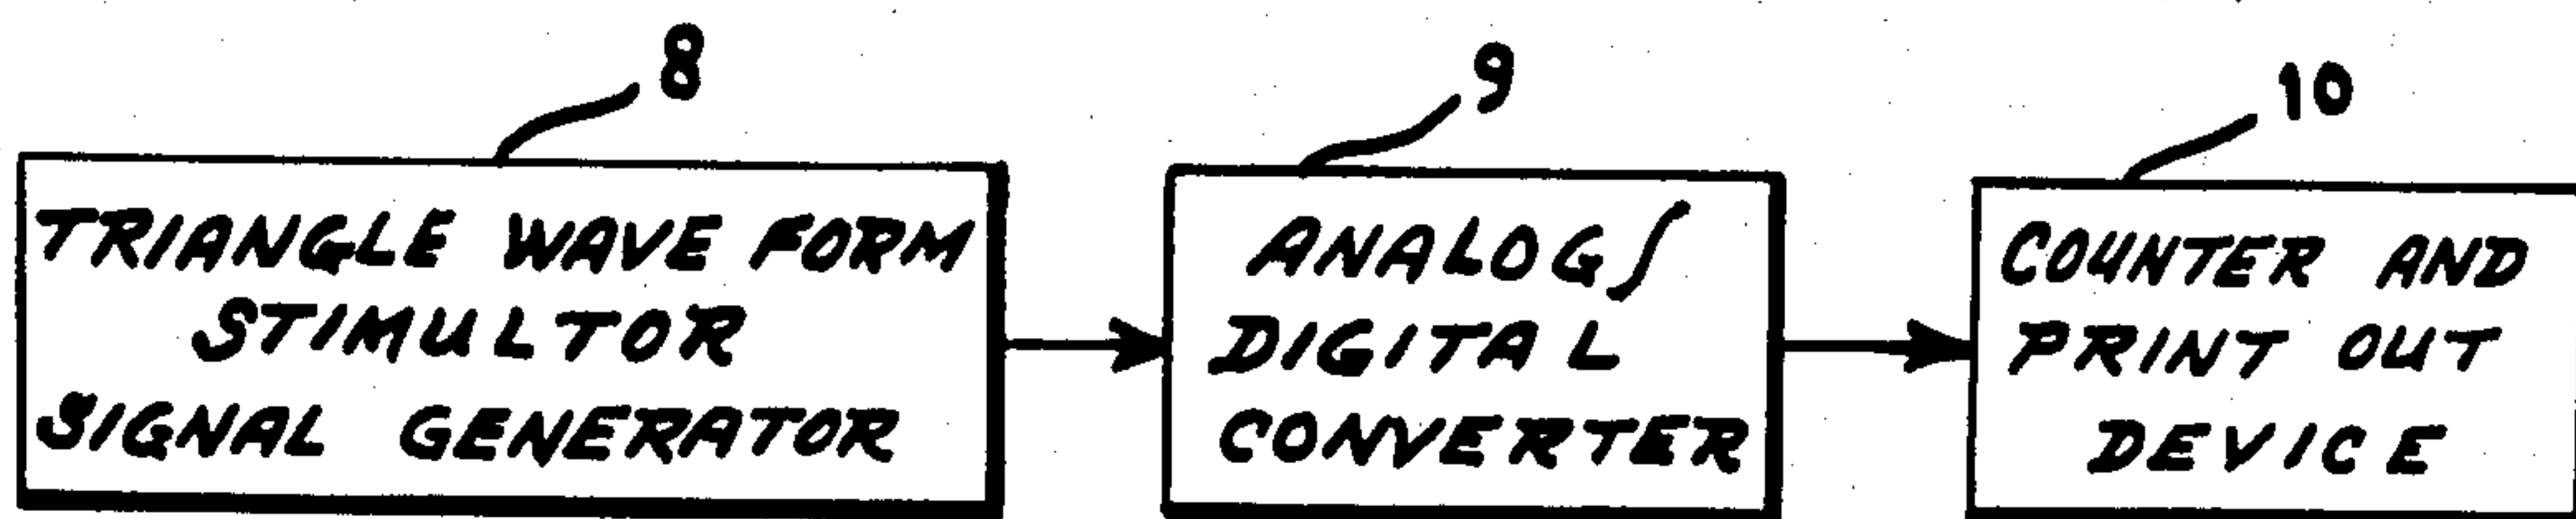 8
9
10
TRIANGLE WAVE FORM
STIMULTOR
SIGNAL GENERATOR
ANALOG/
DIGITAL
CONVERTER
COUNTER AND
PRINT OUT
DEVICE